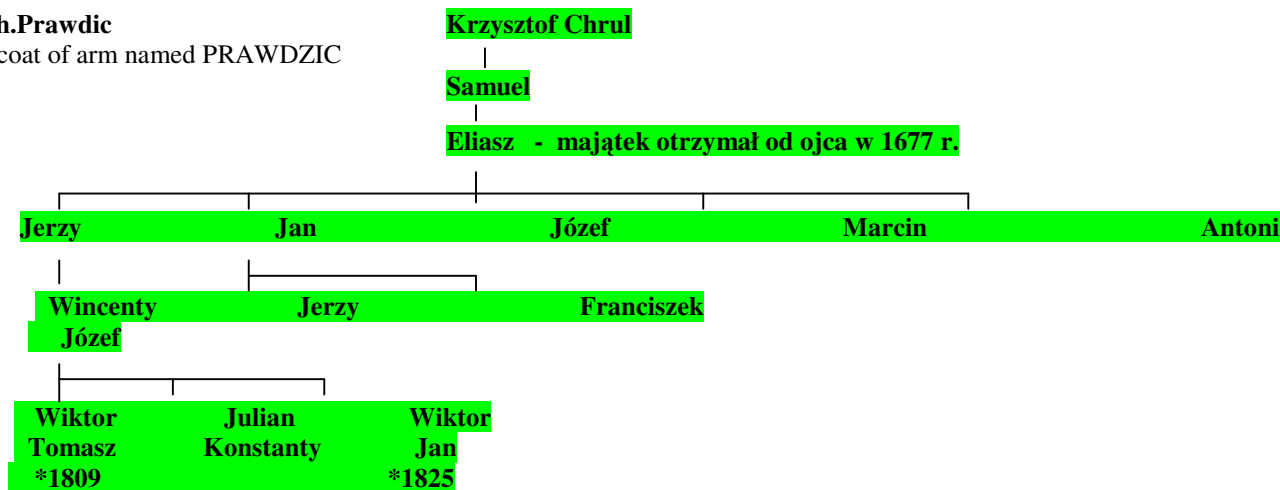 h.Prawdic
coat of arm named PRAWDZIC
Krzysztof Chrul
Samuel
Eliasz - majątek otrzymał od ojca w 1677 r.
Jerzy Jan Józef Marcin Antoni
Wincenty Jerzy Franciszek
Józef
Wiktor Julian Wiktor
Tomasz Konstanty Jan
*1809 *1825